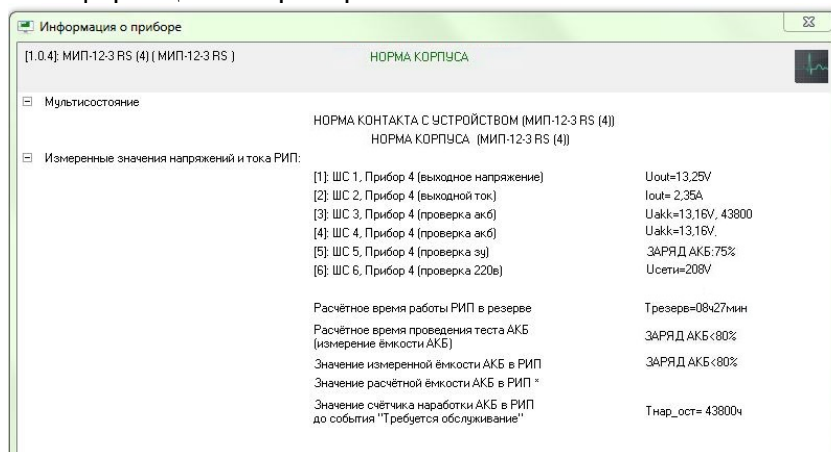 Информация о приборе
[1.0.4]: МИП-12-3 RS (4) ( МИП-12-3 RS )
НОРМА КОРПУСА
Мультисостояние
НОРМА КОНТАКТА С УСТРОЙСТВОМ (МИП-12-3 RS (4))
НОРМА КОРПУСА (МИП-12-3 RS (4))
Измеренные значения напряжений и тока РИП:
[1]: ШС 1, Прибор 4 (выходное напряжение) Uout=13,25V
[2]: ШС 2, Прибор 4 (выходной ток) Iout= 2,35A
[3]: ШС 3, Прибор 4 (проверка акб) Uakk=13,16V, 43800
[4]: ШС 4, Прибор 4 (проверка акб) Uakk=13,16V,
[5]: ШС 5, Прибор 4 (проверка зу) ЗАРЯД АКБ:75%
[6]: ШС 6, Прибор 4 (проверка 220в) Uсети=208V
Расчётное время работы РИП в резерве Трезерв=08ч27мин
Расчётное время проведения теста АКБ
(измерение ёмкости АКБ) ЗАРЯД АКБ<80%
Значение измеренной ёмкости АКБ в РИП ЗАРЯД АКБ<80%
Значение расчётной ёмкости АКБ в РИП *
Значение счётчика наработки АКБ в РИП
до события "Требуется обслуживание" Тнар_ост= 43800ч